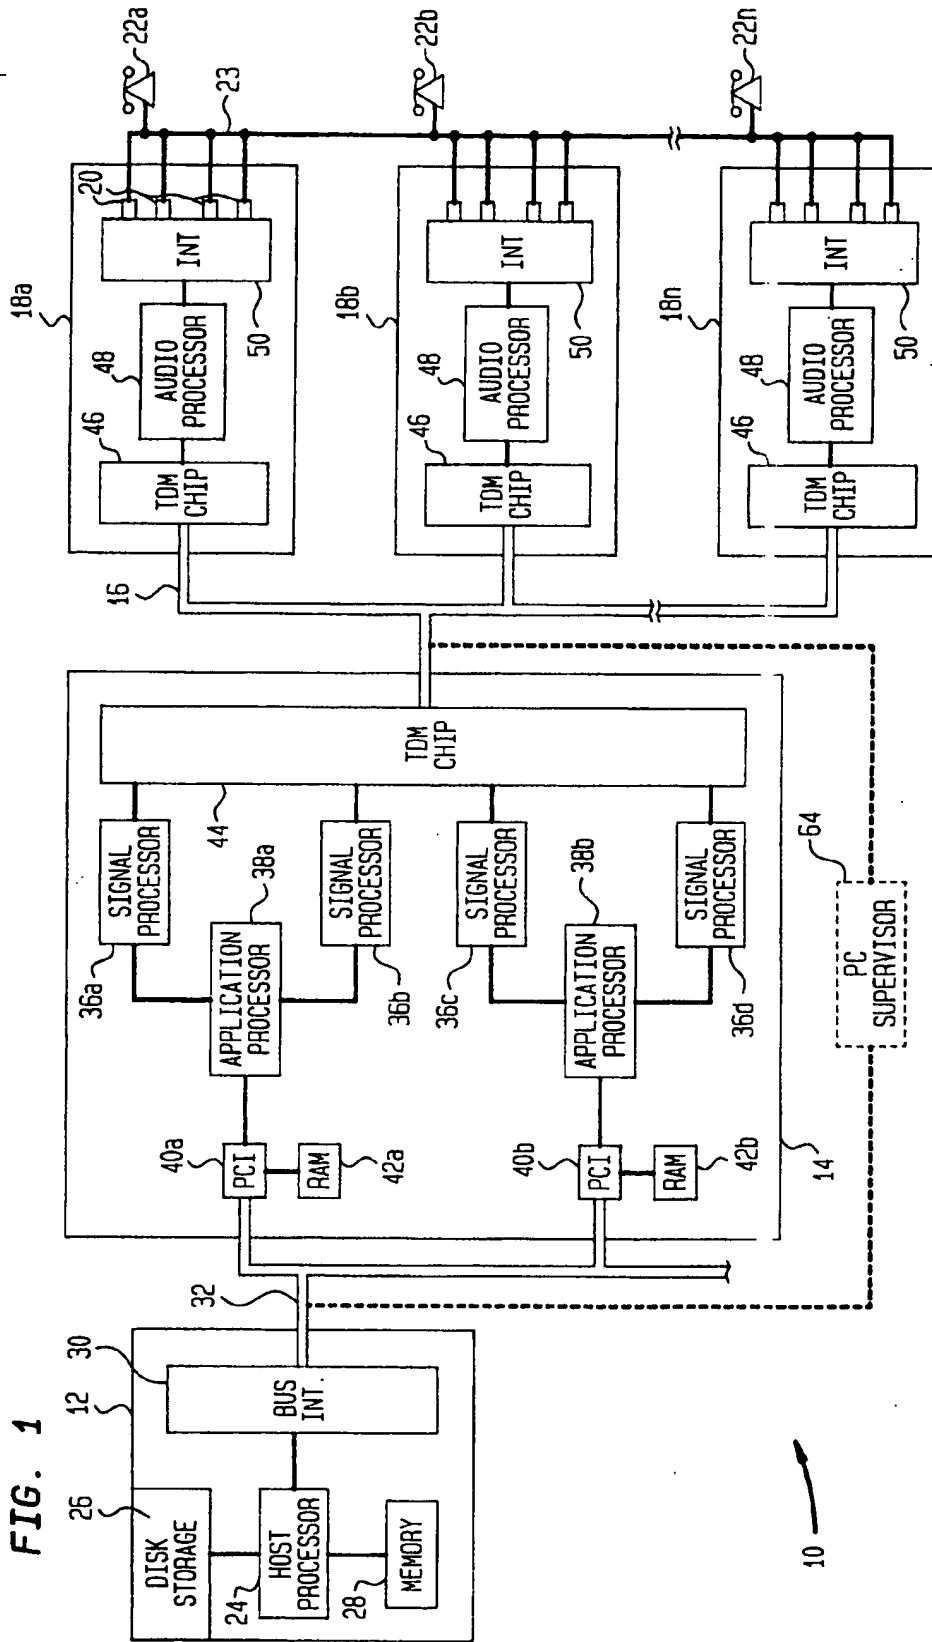 FIG. 1
10
12
26
DISK
STORAGE
24
HOST
PROCESSOR
28
MEMORY
30
BUS
INT.
32
14
40a
PCI
42a
RAM
40b
PCI
42b
RAM
38a
APPLICATION
PROCESSOR
38b
APPLICATION
PROCESSOR
36a
SIGNAL
PROCESSOR
36b
SIGNAL
PROCESSOR
36c
SIGNAL
PROCESSOR
36d
SIGNAL
PROCESSOR
44
TDM
CHIP
64
PC
SUPERVISOR
16
18a
46
TDM
CHIP
48
AUDIO
PROCESSOR
50
INT
20
22a
23
18b
46
TDM
CHIP
48
AUDIO
PROCESSOR
50
INT
22b
18n
46
TDM
CHIP
48
AUDIO
PROCESSOR
50
INT
22n